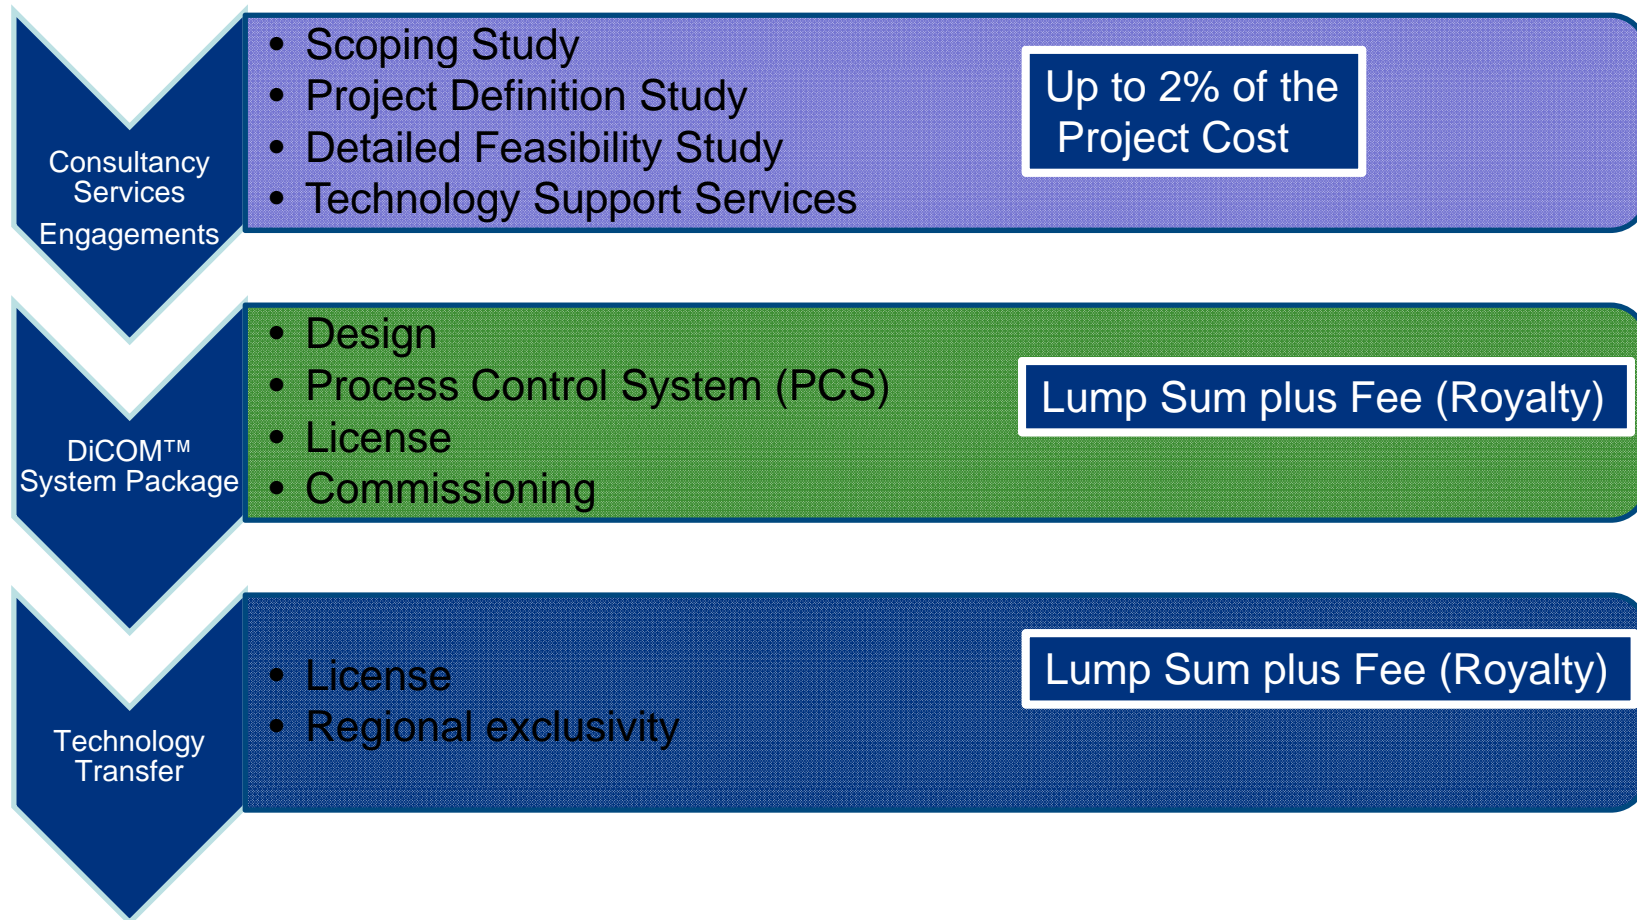 Consultancy
Services
Engagements
• Scoping Study
• Project Definition Study
• Detailed Feasibility Study
• Technology Support Services
Up to 2% of the
Project Cost
DiCOM™
System Package
• Design
• Process Control System (PCS)
• License
• Commissioning
Lump Sum plus Fee (Royalty)
Technology
Transfer
• License
• Regional exclusivity
Lump Sum plus Fee (Royalty)